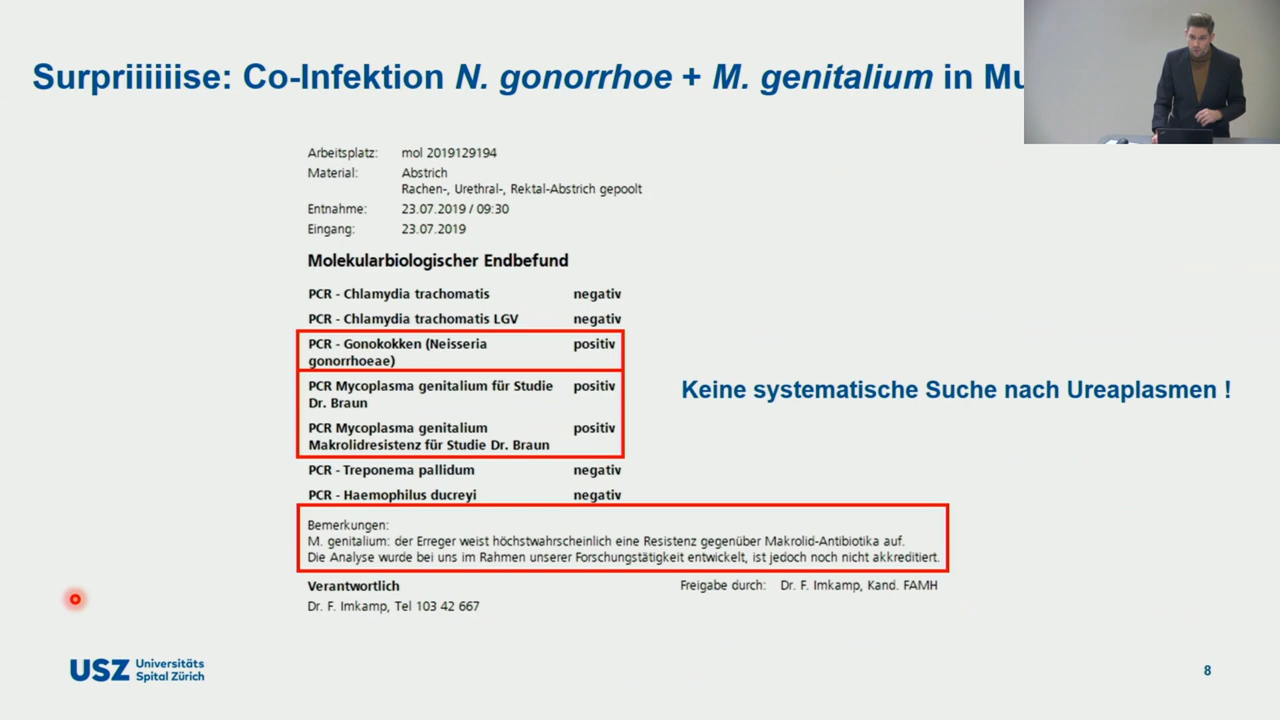 Surpriiiiiise: Co-Infektion N. gonorrhoe + M. genitalium in
Arbeitsplatz: mol 2019129194
Material: Abstrich
Rachen-, Urethral-, Rektal-Abstrich gepoolt
Entnahme: 23.07.2019 / 09:30
Eingang: 23.07.2019
Molekularbiologischer Endbefund
PCR - Chlamydia trachomatis negativ
PCR - Chlamydia trachomatis LGV negativ
PCR - Gonokokken (Neisseria positiv
gonorrhoeae)
PCR Mycoplasma genitalium für Studie positiv
Dr. Braun
PCR Mycoplasma genitalium positiv
Makrolidresistenz für Studie Dr. Braun
PCR - Treponema pallidum negativ
PCR - Haemophilus ducreyi negativ
Keine systematische Suche nach Ureaplasmen !
Bemerkungen:
M. genitalium: der Erreger weist höchstwahrscheinlich eine Resistenz gegenüber Makrolid-Antibiotika auf.
Die Analyse wurde bei uns im Rahmen unserer Forschungstätigkeit entwickelt, ist jedoch noch nicht akkreditiert.
Verantwortlich Freigabe durch: Dr. F. Imkamp, Kand. FAMH
Dr. F. Imkamp, Tel 103 42 667
USZ Universitäts
Spital Zürich
8